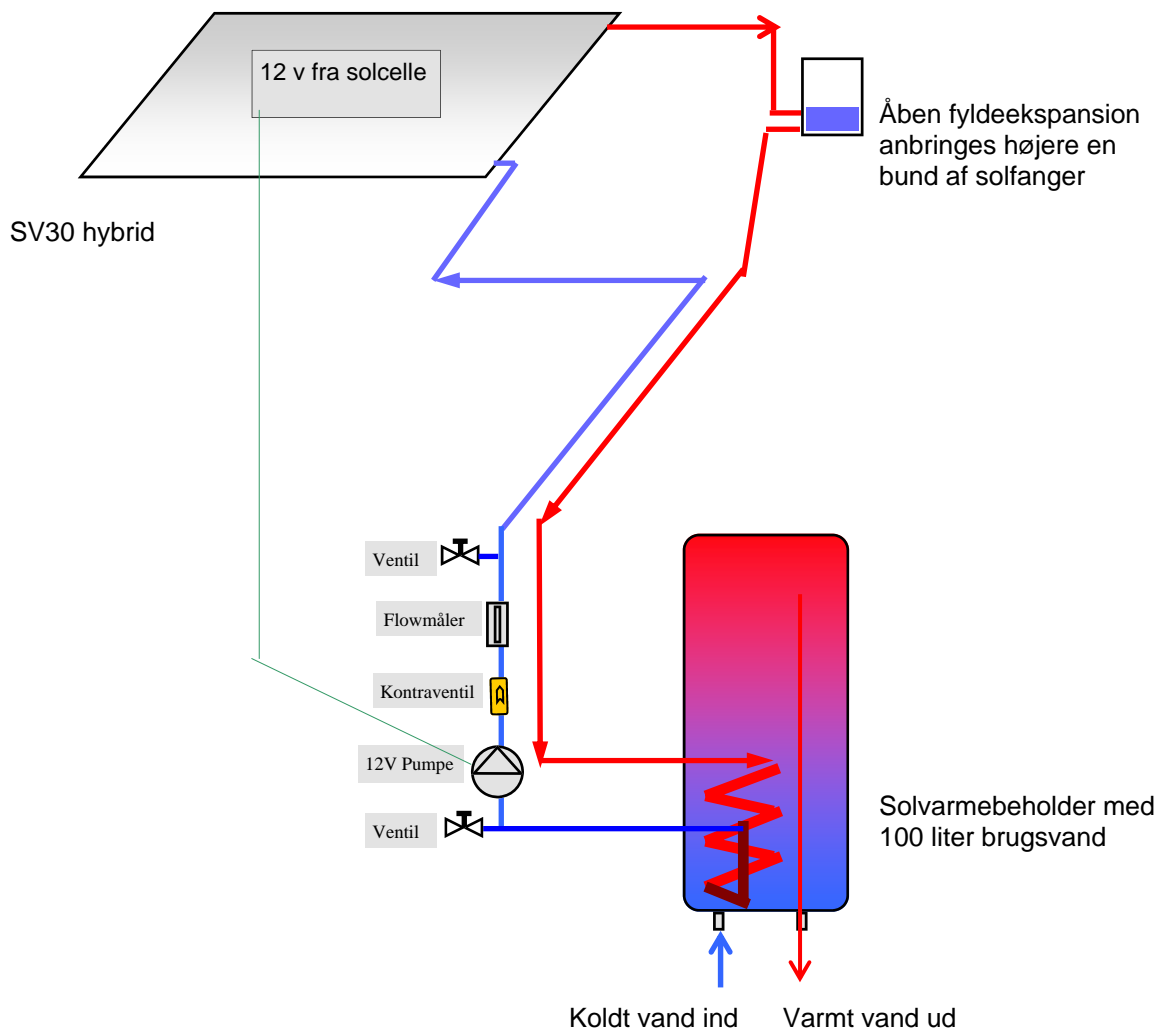 12 v fra solcelle
Åben fyldeekspansion
anbringes højere en
bund af solfanger
SV30 hybrid
Ventil
Flowmåler
Kontraventil
12V Pumpe
Ventil
Solvarmebeholder med
100 liter brugsvand
Koldt vand ind
Varmt vand ud